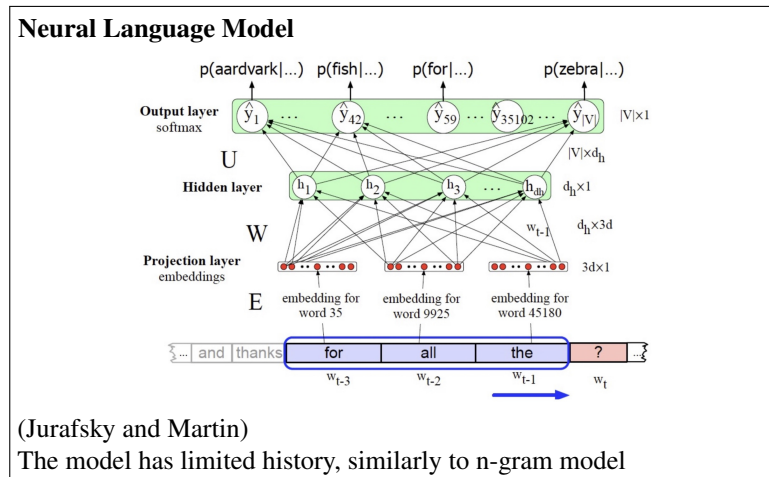 Neural Language Model
p(aardvark|...) p(fish|...) p(for|...) p(zebra|...)
Output layer softmax ŷ1 ... ŷ42 ... ŷ59 ŷ35102 ... ŷ|V| |V|×1
U |V|×dh
Hidden layer h1 h2 h3 ... hdh dh×1
W wt-1 dh×3d
Projection layer embeddings 3d×1
E
embedding for word 35 embedding for word 9925 embedding for word 45180
... and thanks for all the ? ...
wt-3 wt-2 wt-1 wt
(Jurafsky and Martin)
The model has limited history, similarly to n-gram model